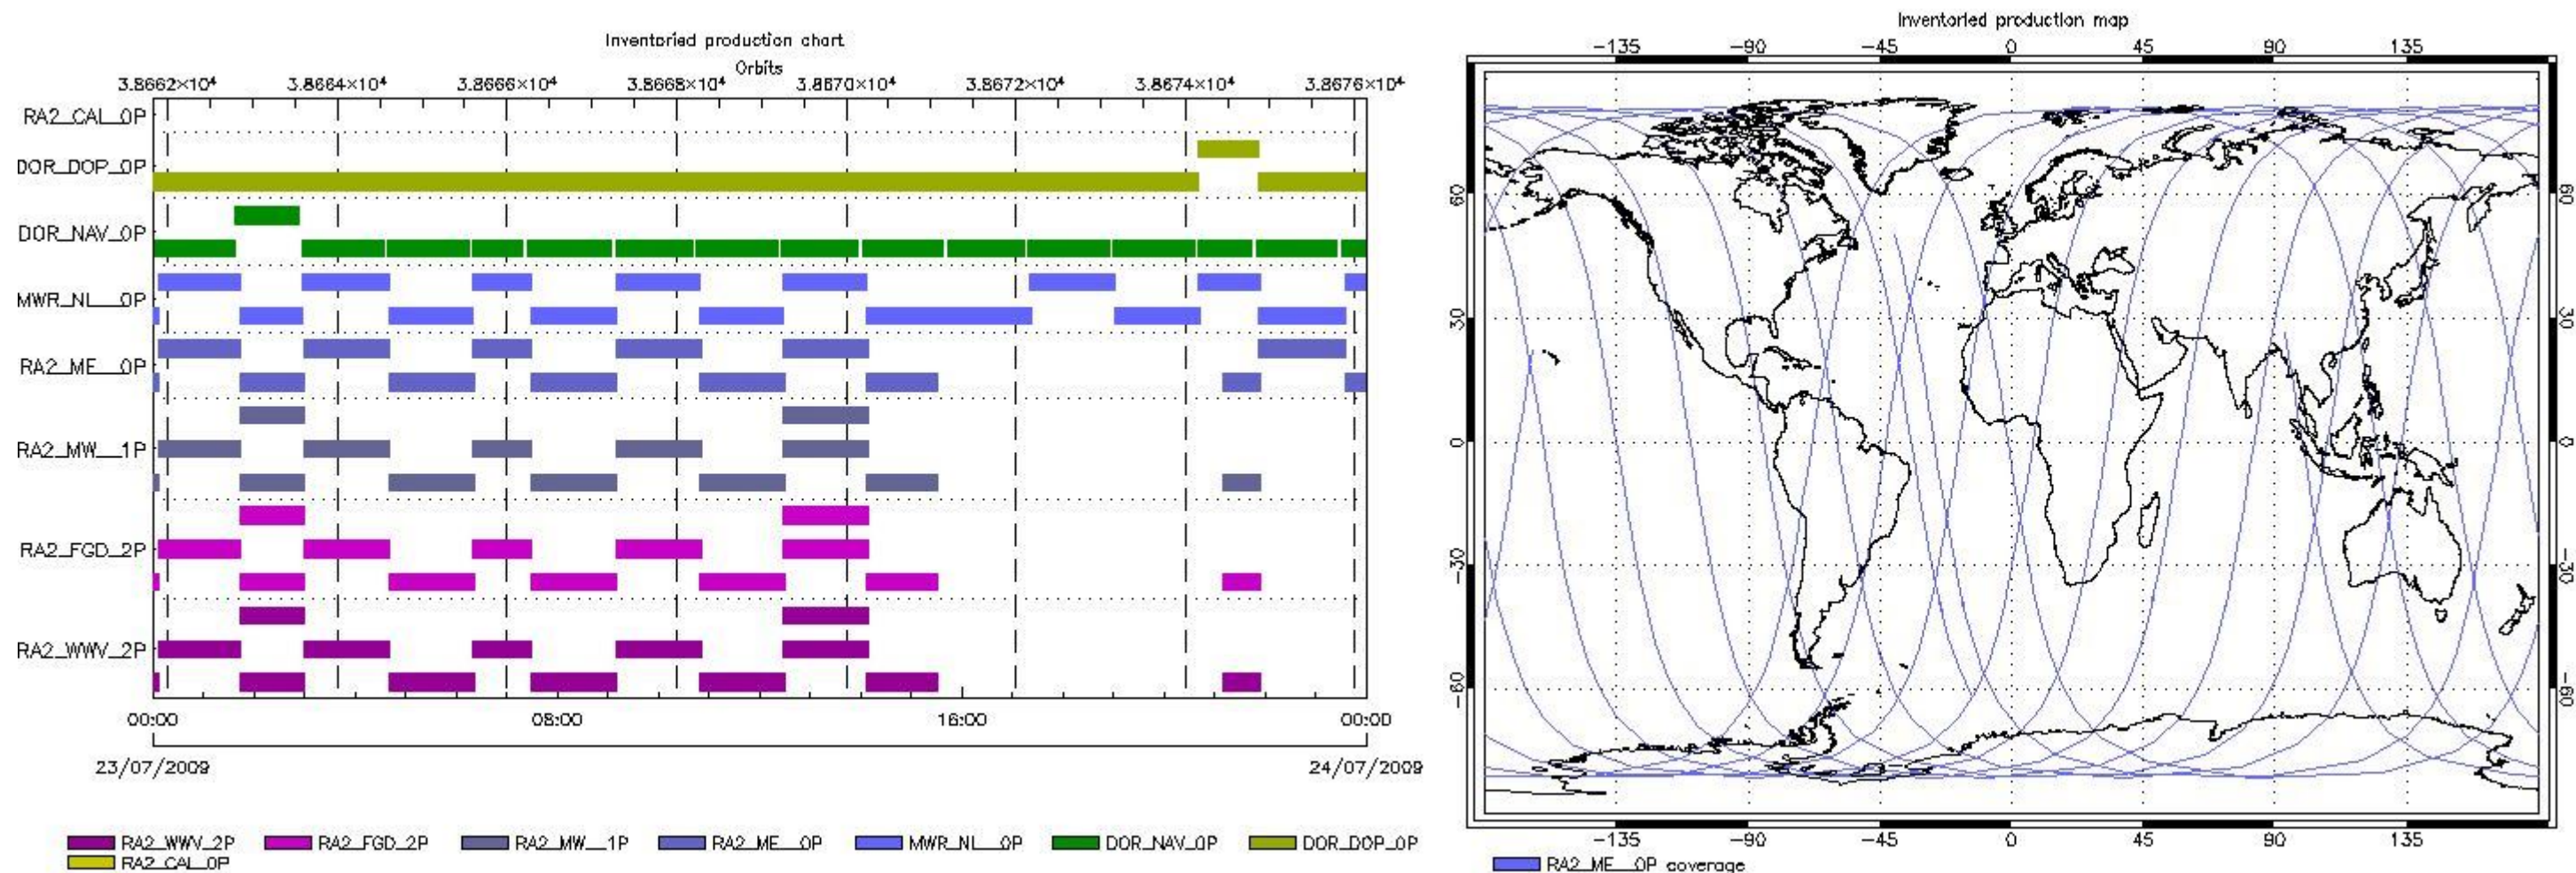 Inventoried production chart
Orbits
3.8662×10⁴ 3.8664×10⁴ 3.8666×10⁴ 3.8668×10⁴ 3.8670×10⁴ 3.8672×10⁴ 3.8674×10⁴ 3.8676×10⁴
RA2_CAL_0P
DOR_DOP_0P
DOR_NAV_0P
MWR_NL__0P
RA2_ME__0P
RA2_MW__1P
RA2_FGD_2P
RA2_WWV_2P
00:00 08:00 16:00 00:00
23/07/2009 24/07/2009
RA2_WWV_2P RA2_FGD_2P RA2_MW__1P RA2_ME__0P MWR_NL__0P DOR_NAV_0P DOR_DOP_0P
RA2_CAL_0P
Inventoried production map
-135 -90 -45 0 45 90 135
60 60
30 30
0 0
-30 -30
-60 -60
-135 -90 -45 0 45 90 135
RA2_ME__0P coverage